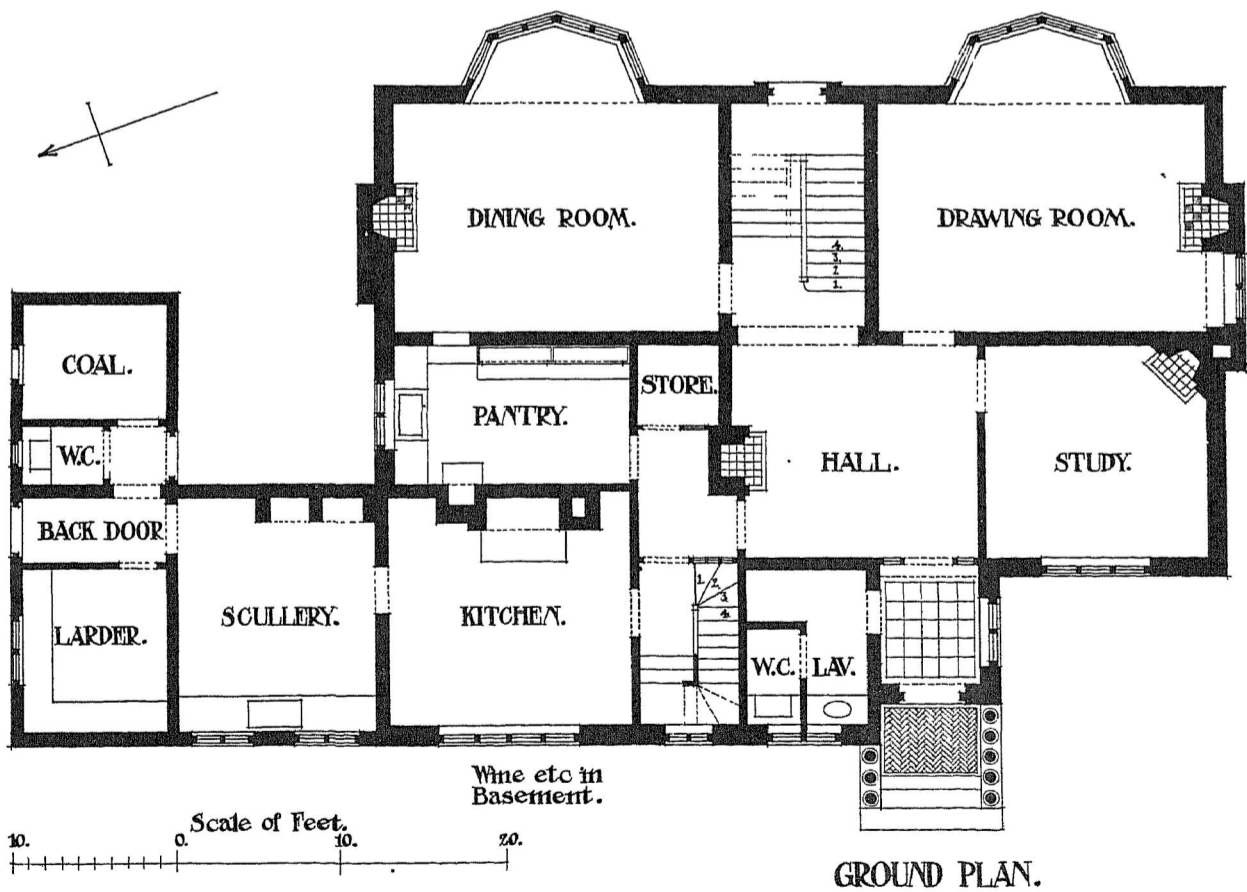 DINING ROOM.
DRAWING ROOM.
4.
3.
2.
1.
COAL.
PANTRY.
STORE.
W.C.
HALL.
STUDY.
BACK DOOR
LARDER.
SCULLERY.
KITCHEN.
1.
2.
3.
4.
W.C.
LAV.
Wine etc in
Basement.
Scale of Feet.
10. 0. 10. 20.
GROUND PLAN.